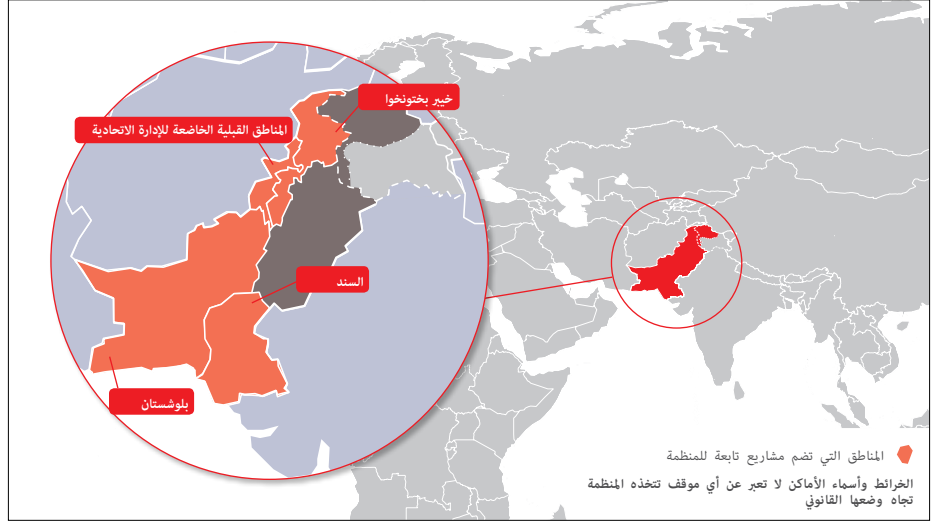 خيبر بختونخوا
المناطق القبلية الخاضعة للإدارة الاتحادية
السند
بلوشستان
المناطق التي تضم مشاريع تابعة للمنظمة
الخرائط وأسماء الأماكن لا تعبر عن أي موقف تتخذه المنظمة
تجاه وضعها القانوني